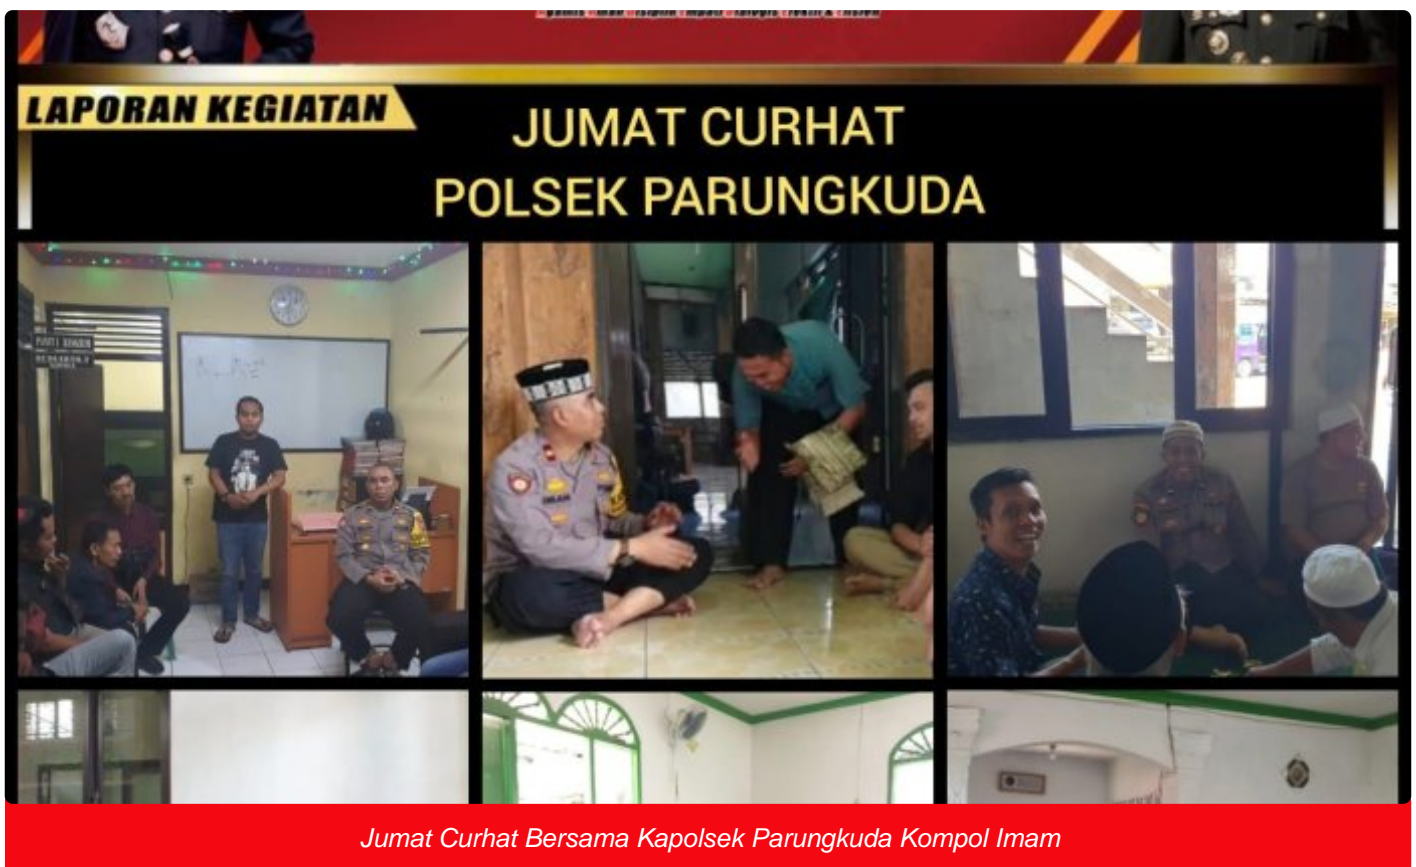 LAPORAN KEGIATAN
JUMAT CURHAT
POLSEK PARUNGKUDA
Jumat Curhat Bersama Kapolsek Parungkuda Kompol Imam